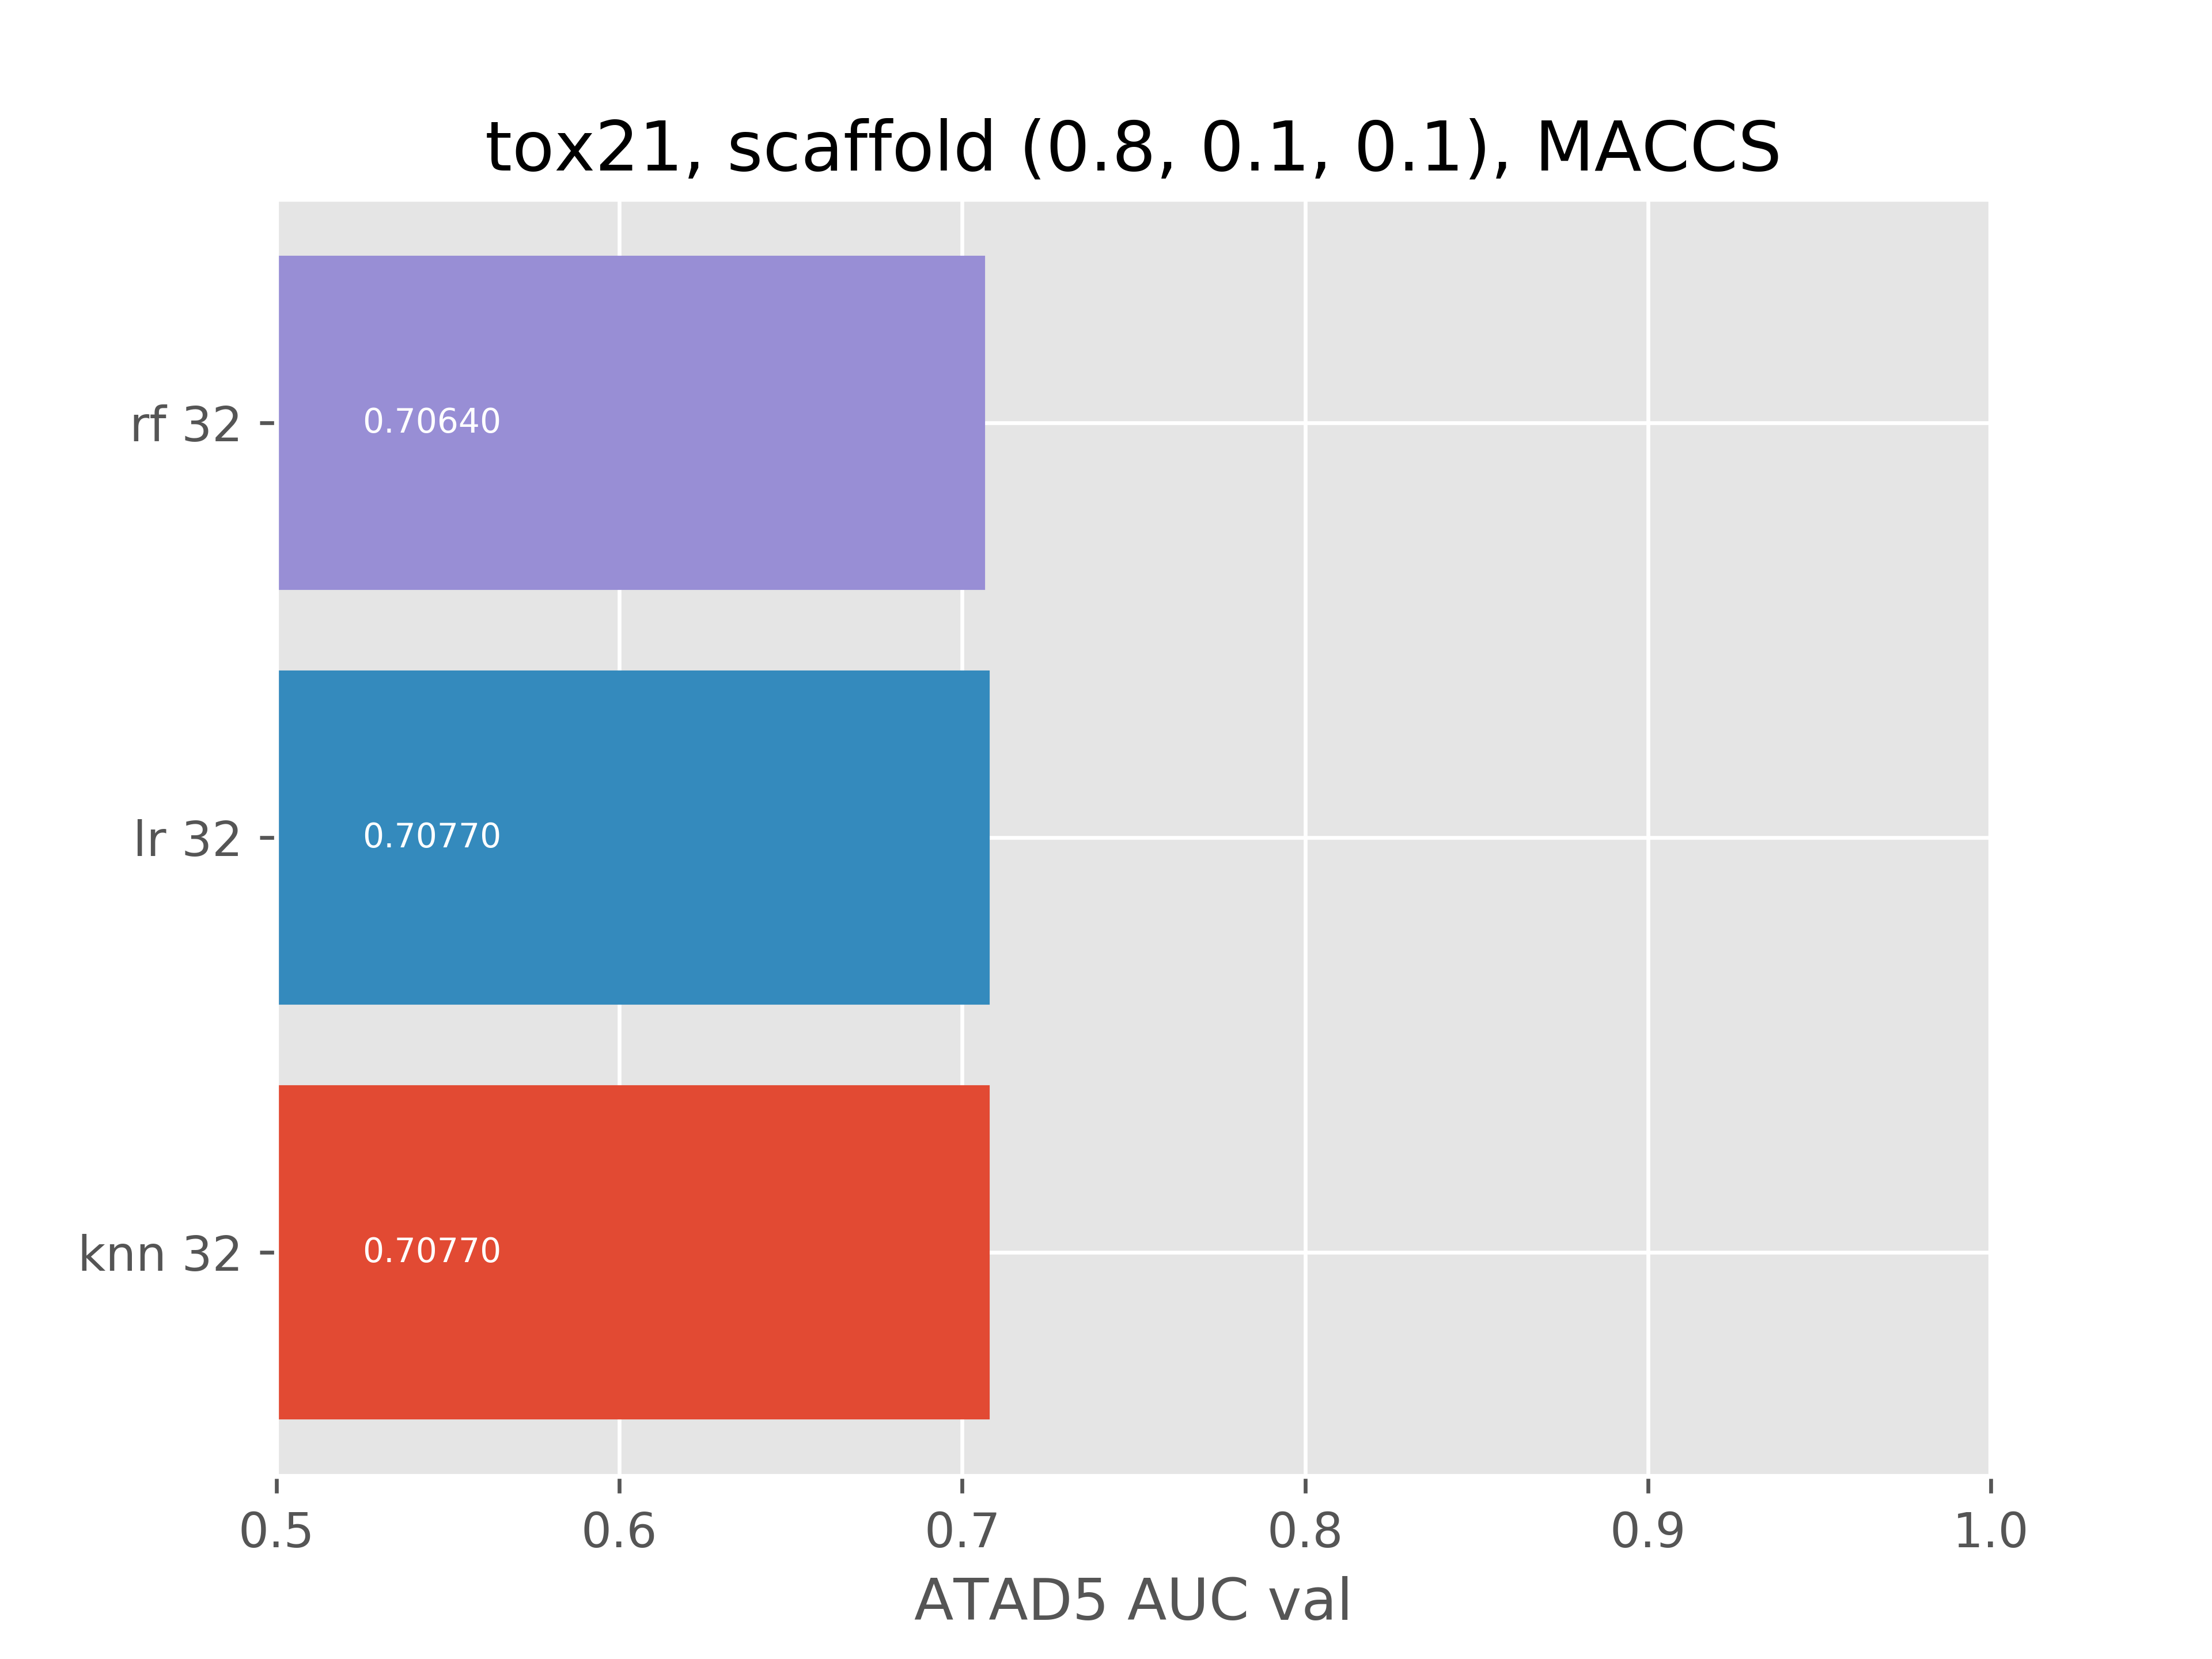 tox21, scaffold (0.8, 0.1, 0.1), MACCS
rf 32
0.70640
lr 32
0.70770
knn 32
0.70770
0.5 0.6 0.7 0.8 0.9 1.0
ATAD5 AUC val